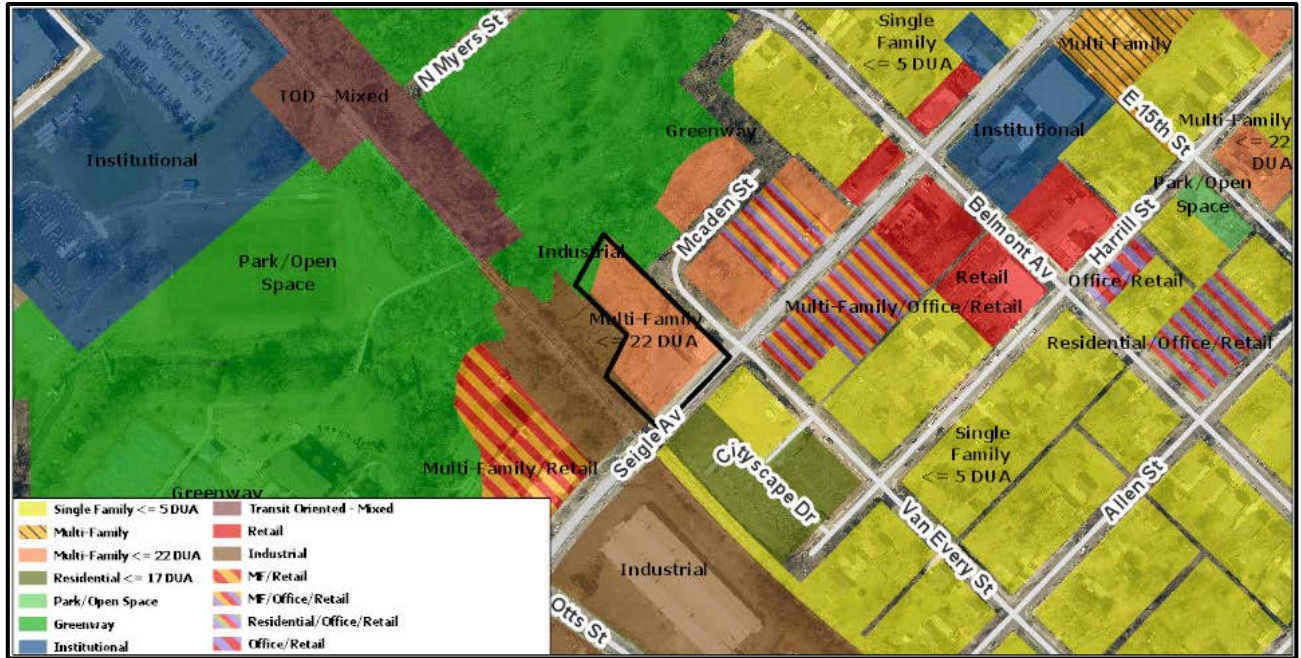 Single
Family
<= 5 DUA
Multi-Family
N Myers St
TOD - Mixed
E 15th St
Multi-Family
<= 22
DUA
Institutional
Greenway
Institutional
Mcaden St
Belmont Av
Harrill St
Park/Open
Space
Park/Open
Space
Industrial
Retail
Office/Retail
Multi-Family/Office/Retail
Multi-Family
<= 22 DUA
Residential/Office/Retail
Seigle Av
Cityscape Dr
Single
Family
<= 5 DUA
Allen St
Multi-Family/Retail
Van Every St
Greenway
Industrial
Otts St
Single Family <= 5 DUA
Multi-Family
Multi-Family <= 22 DUA
Residential <= 17 DUA
Park/Open Space
Greenway
Institutional
Transit Oriented - Mixed
Retail
Industrial
MF/Retail
MF/Office/Retail
Residential/Office/Retail
Office/Retail